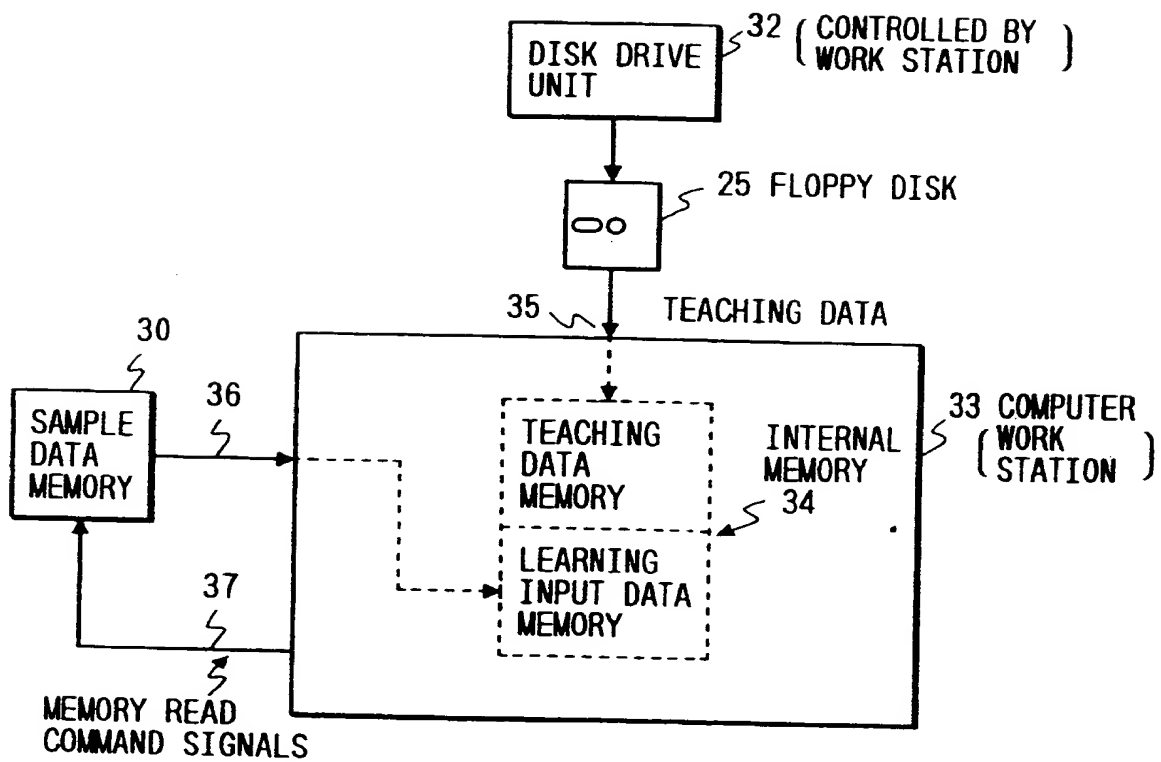 DISK DRIVE
UNIT
32 (CONTROLLED BY
WORK STATION)
25 FLOPPY DISK
35
TEACHING DATA
30
SAMPLE
DATA
MEMORY
36
TEACHING
DATA
MEMORY
INTERNAL
MEMORY
34
33 COMPUTER
(WORK
STATION)
LEARNING
INPUT DATA
MEMORY
37
MEMORY READ
COMMAND SIGNALS